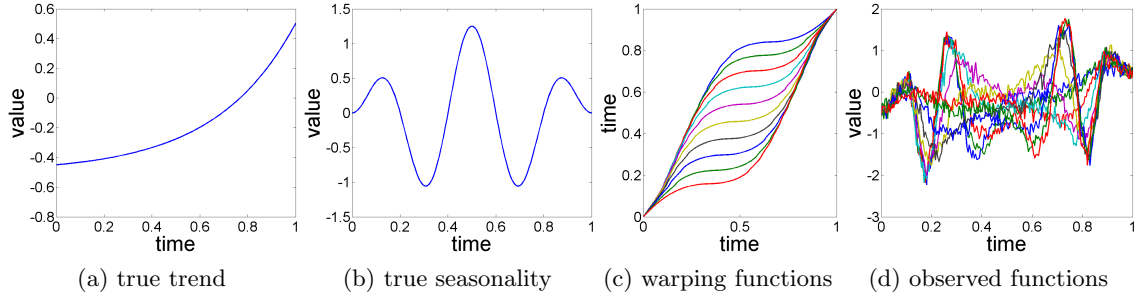 0.6
0.4
0.2
0
-0.2
-0.4
-0.6
-0.8
0 0.2 0.4 0.6 0.8 1
value
time
(a) true trend
1.5
1
0.5
0
-0.5
-1
-1.5
0 0.2 0.4 0.6 0.8 1
value
time
(b) true seasonality
1
0.8
0.6
0.4
0.2
0
0 0.5 1
time
time
(c) warping functions
2
1
0
-1
-2
-3
0 0.2 0.4 0.6 0.8 1
value
time
(d) observed functions